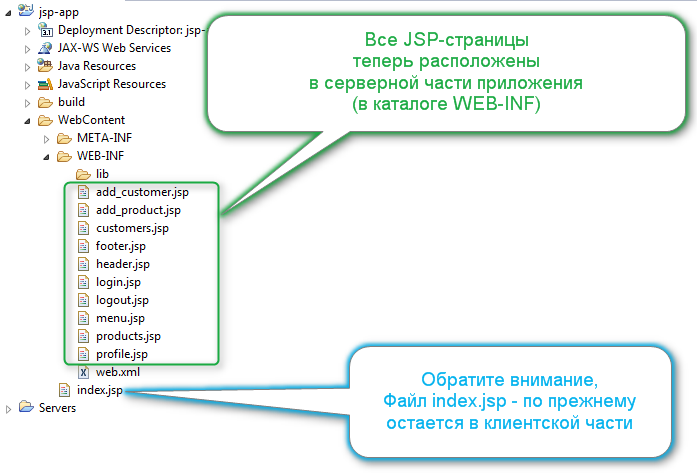 jsp-app
Deployment Descriptor: jsp-
JAX-WS Web Services
Java Resources
JavaScript Resources
build
WebContent
META-INF
WEB-INF
lib
add_customer.jsp
add_product.jsp
customers.jsp
footer.jsp
header.jsp
login.jsp
logout.jsp
menu.jsp
products.jsp
profile.jsp
web.xml
index.jsp
Servers
Все JSP-страницы
теперь расположены
в серверной части приложения
(в каталоге WEB-INF)
Обратите внимание,
Файл index.jsp - по прежнему
остается в клиентской части